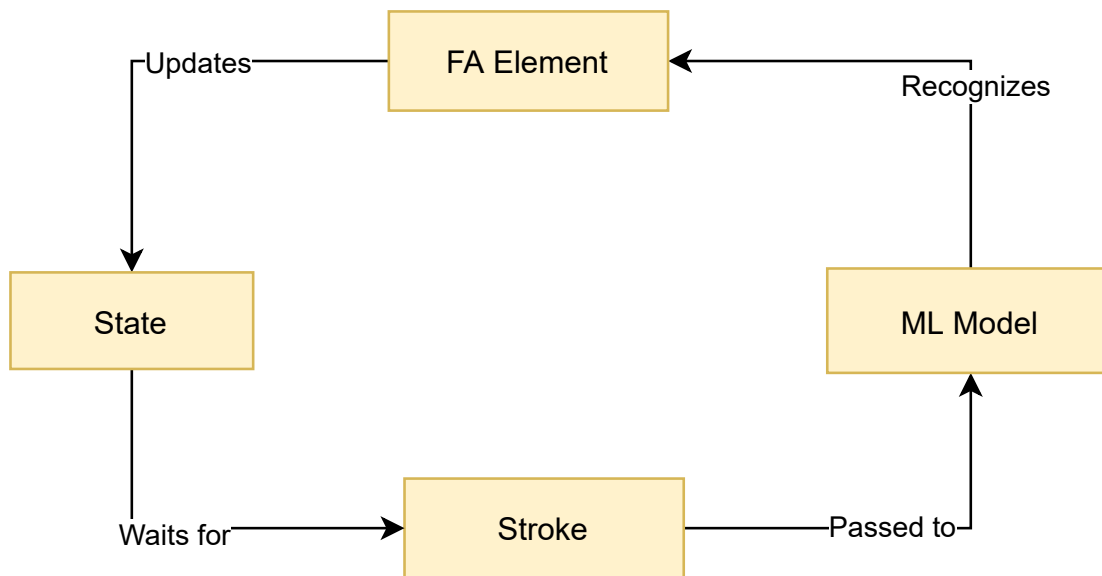 FA Element
Updates
Recognizes
State
ML Model
Stroke
Waits for
Passed to